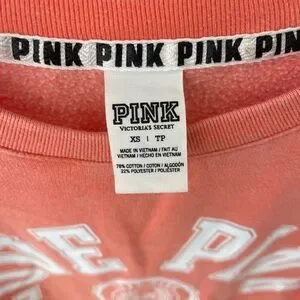 PINK PINK PINK PIN
PINK
VICTORIA'S SECRET
XS | TP
MADE IN VIETNAM / FAIT AU
VIETNAM / HECHO EN VIETNAM
78% COTTON / COTON / ALGODÓN
22% POLYESTER / POLIÉSTER